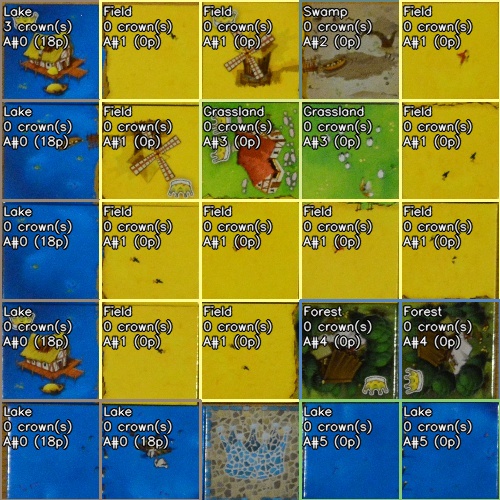 Lake
3 crown(s)
A#0 (18p)
Field
0 crown(s)
A#1 (0p)
Field
0 crown(s)
A#1 (0p)
Swamp
0 crown(s)
A#2 (0p)
Field
0 crown(s)
A#1 (0p)
Lake
0 crown(s)
A#0 (18p)
Field
0 crown(s)
A#1 (0p)
Grassland
0 crown(s)
A#3 (0p)
Grassland
0 crown(s)
A#3 (0p)
Field
0 crown(s)
A#1 (0p)
Lake
0 crown(s)
A#0 (18p)
Field
0 crown(s)
A#1 (0p)
Field
0 crown(s)
A#1 (0p)
Field
0 crown(s)
A#1 (0p)
Field
0 crown(s)
A#1 (0p)
Lake
0 crown(s)
A#0 (18p)
Field
0 crown(s)
A#1 (0p)
Field
0 crown(s)
A#1 (0p)
Forest
0 crown(s)
A#4 (0p)
Forest
0 crown(s)
A#4 (0p)
Lake
0 crown(s)
A#0 (18p)
Lake
0 crown(s)
A#0 (18p)
Lake
0 crown(s)
A#5 (0p)
Lake
0 crown(s)
A#5 (0p)